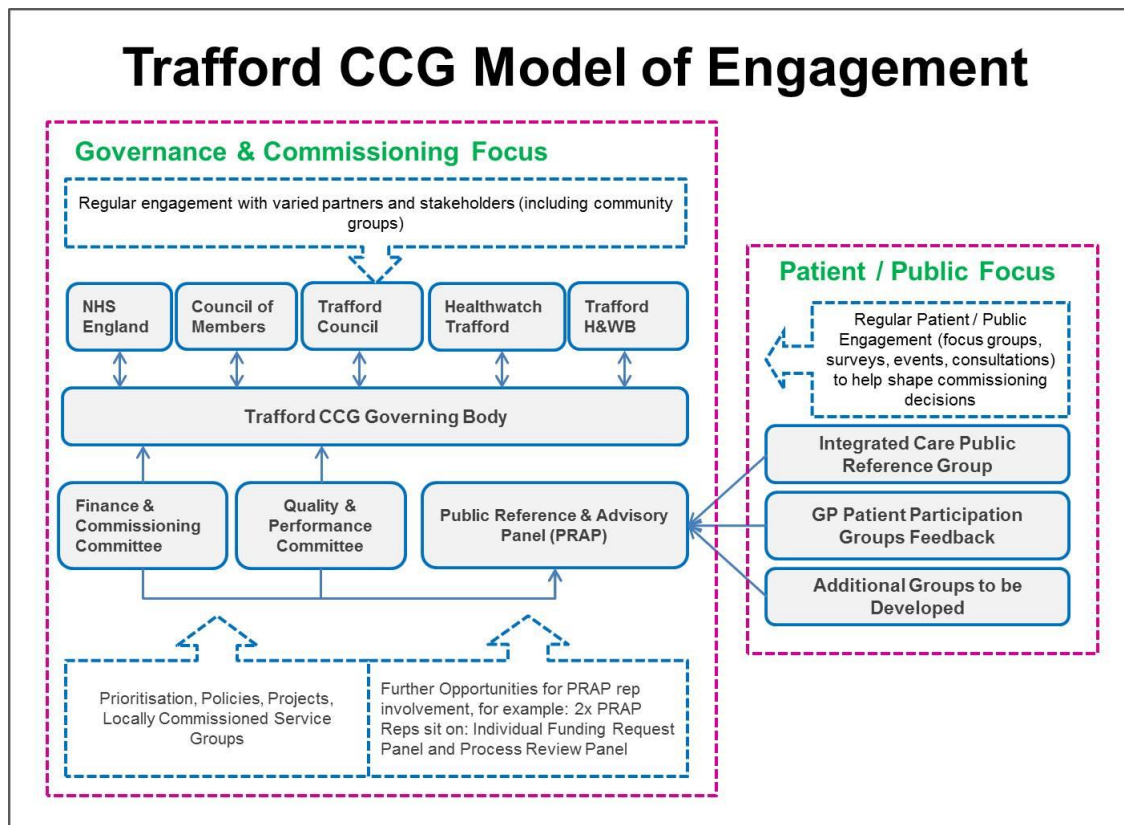 Trafford CCG Model of Engagement
Governance & Commissioning Focus
Regular engagement with varied partners and stakeholders (including community
groups)
NHS
England
Council of
Members
Trafford
Council
Healthwatch
Trafford
Trafford
H&WB
Trafford CCG Governing Body
Finance &
Commissioning
Committee
Quality &
Performance
Committee
Public Reference & Advisory
Panel (PRAP)
Prioritisation, Policies, Projects,
Locally Commissioned Service
Groups
Further Opportunities for PRAP rep
involvement, for example: 2x PRAP
Reps sit on: Individual Funding Request
Panel and Process Review Panel
Patient / Public Focus
Regular Patient / Public
Engagement (focus groups,
surveys, events, consultations)
to help shape commissioning
decisions
Integrated Care Public
Reference Group
GP Patient Participation
Groups Feedback
Additional Groups to be
Developed